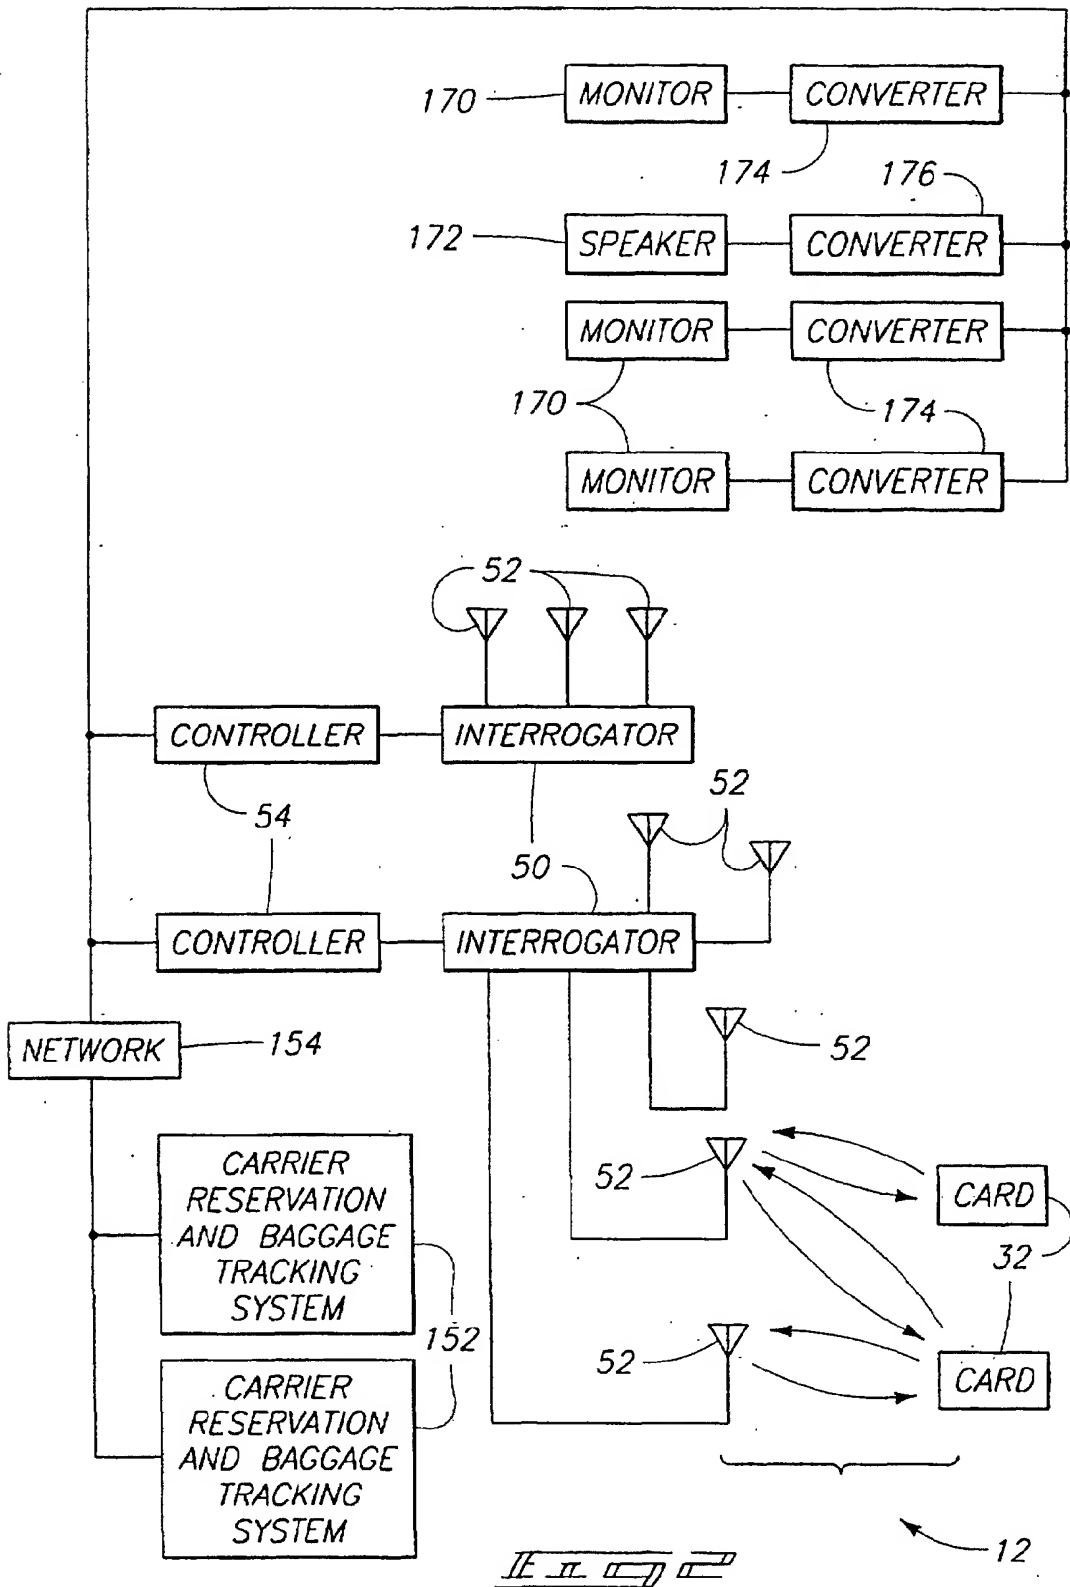 170 MONITOR CONVERTER
174 176
172 SPEAKER CONVERTER
MONITOR CONVERTER
170 174
MONITOR CONVERTER
52
CONTROLLER INTERROGATOR
52
54
50
CONTROLLER INTERROGATOR
NETWORK 154
52
CARRIER
RESERVATION
AND BAGGAGE
TRACKING
SYSTEM
52
CARD
32
152
52
CARD
CARRIER
RESERVATION
AND BAGGAGE
TRACKING
SYSTEM
12
FIG 2